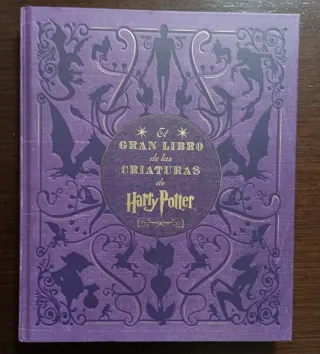 El
GRAN LIBRO
de las
CRIATURAS
de
Harry Potter